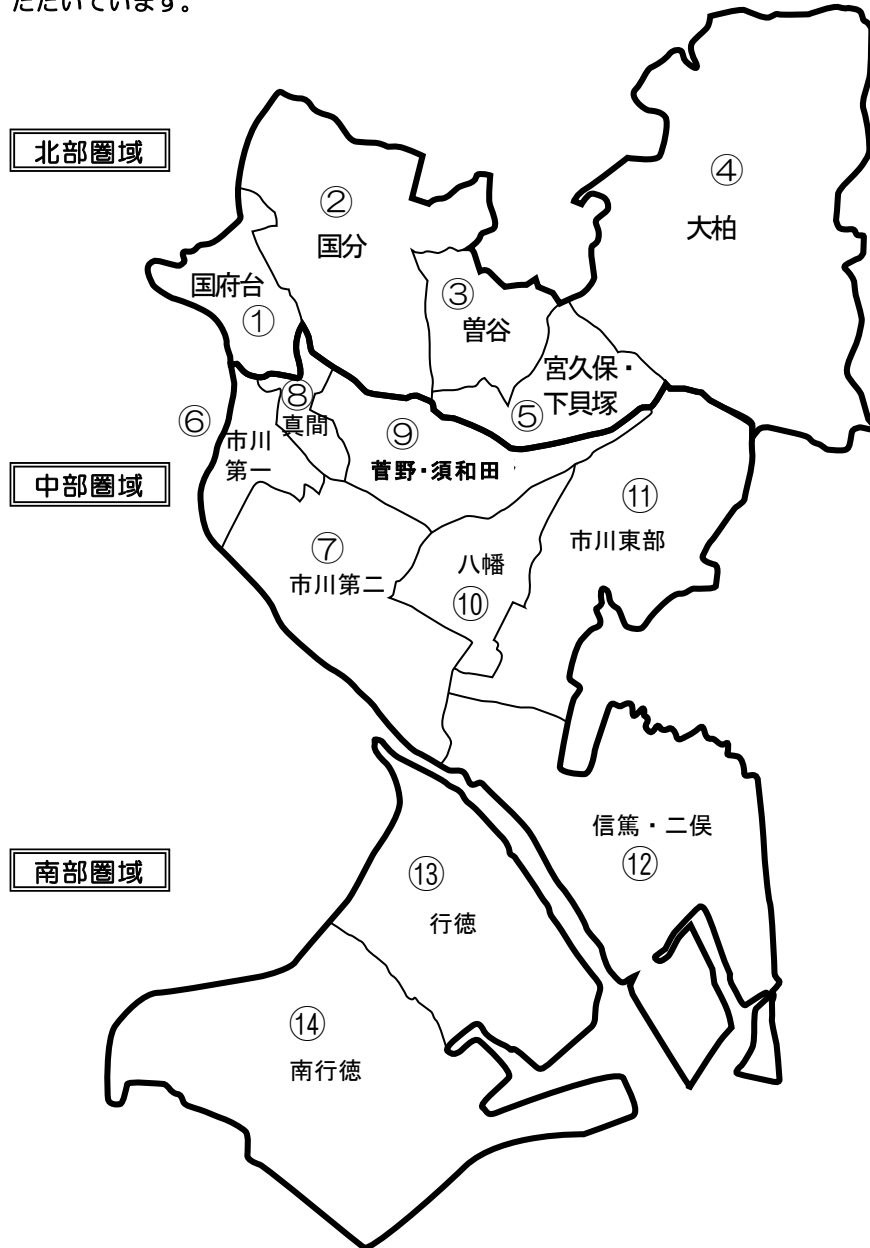 ただいています。
北部圏域
④
大柏
②
国分
国府台
①
③
曽谷
宮久保・
下貝塚
⑤
⑥
市川
第一
⑧
真間
⑨
菅野・須和田
中部圏域
⑪
市川東部
⑦
市川第二
八幡
⑩
信篤・二俣
⑫
南部圏域
⑬
行徳
⑭
南行徳